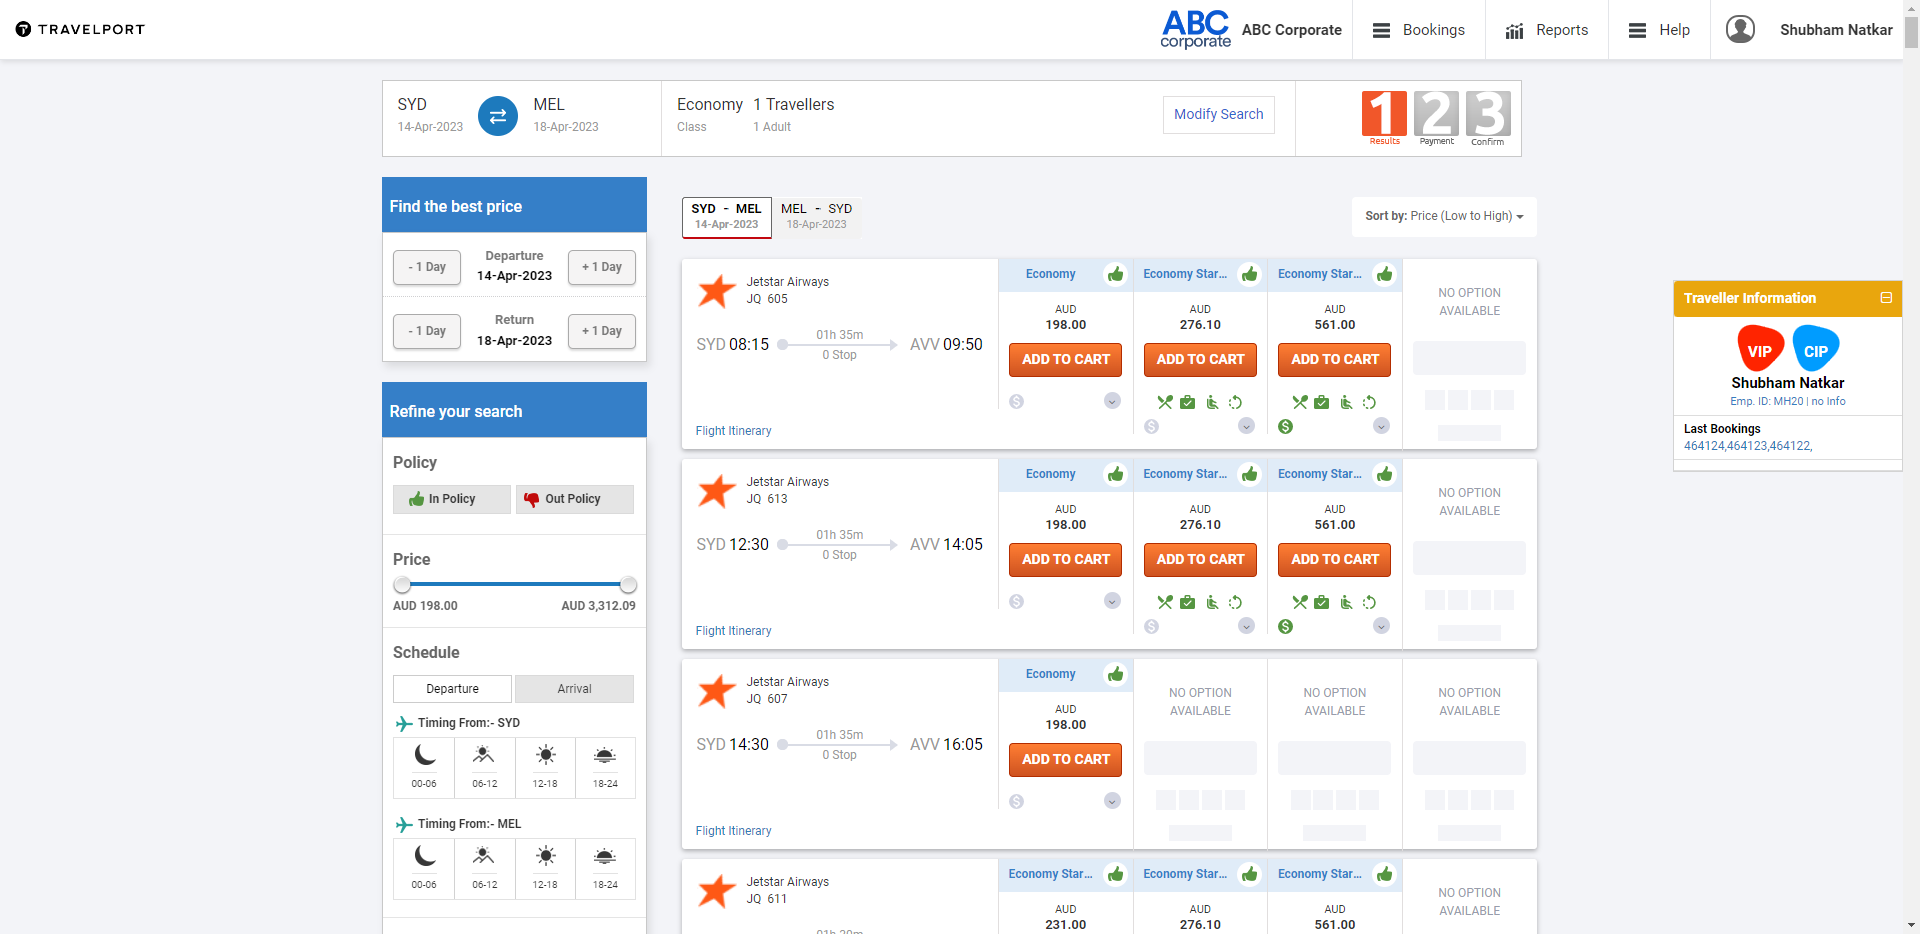 TRAVELPORT
ABC
corporate
ABC Corporate
Bookings
Reports
Help
Shubham Natkar
SYD
14-Apr-2023
MEL
18-Apr-2023
Economy
Class
1 Travellers
1 Adult
Modify Search
1 2 3
Results Payment Confirm
Find the best price
- 1 Day
Departure
14-Apr-2023
+ 1 Day
- 1 Day
Return
18-Apr-2023
+ 1 Day
Refine your search
Policy
In Policy
Out Policy
Price
AUD 198.00
AUD 3,312.09
Schedule
Departure
Arrival
Timing From:- SYD
00-06 06-12 12-18 18-24
Timing From:- MEL
00-06 06-12 12-18 18-24
SYD - MEL
14-Apr-2023
MEL - SYD
18-Apr-2023
Sort by: Price (Low to High)
Jetstar Airways
JQ 605
SYD 08:15
01h 35m
0 Stop
AVV 09:50
Flight Itinerary
Economy
AUD
198.00
ADD TO CART
Economy Star...
AUD
276.10
ADD TO CART
Economy Star...
AUD
561.00
ADD TO CART
NO OPTION
AVAILABLE
Jetstar Airways
JQ 613
SYD 12:30
01h 35m
0 Stop
AVV 14:05
Flight Itinerary
Economy
AUD
198.00
ADD TO CART
Economy Star...
AUD
276.10
ADD TO CART
Economy Star...
AUD
561.00
ADD TO CART
NO OPTION
AVAILABLE
Jetstar Airways
JQ 607
SYD 14:30
01h 35m
0 Stop
AVV 16:05
Flight Itinerary
Economy
AUD
198.00
ADD TO CART
NO OPTION
AVAILABLE
NO OPTION
AVAILABLE
NO OPTION
AVAILABLE
Jetstar Airways
JQ 611
Economy Star...
AUD
231.00
Economy Star...
AUD
276.10
Economy Star...
AUD
561.00
NO OPTION
AVAILABLE
Traveller Information
VIP
CIP
Shubham Natkar
Emp. ID: MH20 | no Info
Last Bookings
464124,464123,464122,